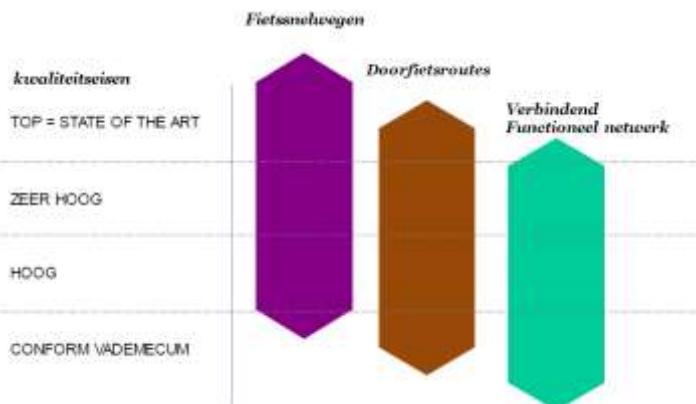 Fietssnelwegen
Doorfietsroutes
kwaliteitseisen
Verbindend
Functioneel netwerk
TOP = STATE OF THE ART
ZEER HOOG
HOOG
CONFORM VADEMECUM